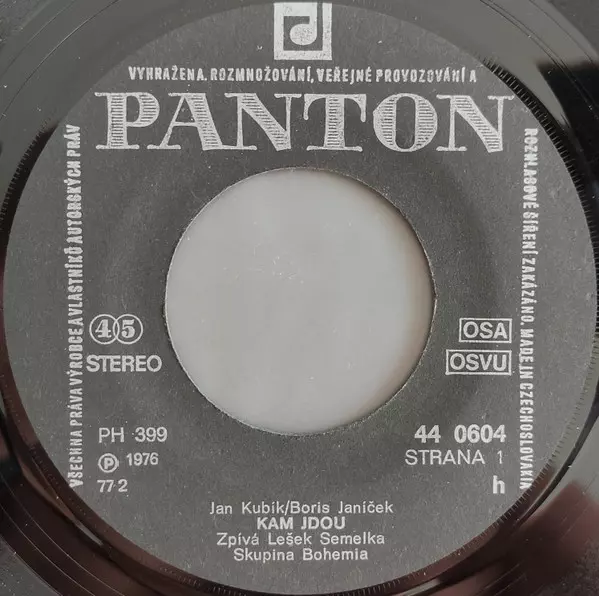 VŠECHNA PRÁVA VÝROBCE A VLASTNÍKŮ AUTORSKÝCH PRÁV
VYHRAŽENA. ROZMNOŽOVÁNÍ, VEŘEJNÉ PROVOZOVÁNÍ A
ROZHLASOVÉ ŠÍŘENÍ ZAKÁZÁNO. MADE IN CZECHOSLOVAKIA
PANTON
45
STEREO
OSA
OSVU
PH 399
44 0604
℗ 1976
STRANA 1
77-2
h
Jan Kubík/Boris Janíček
KAM JDOU
Zpívá Lešek Semelka
Skupina Bohemia